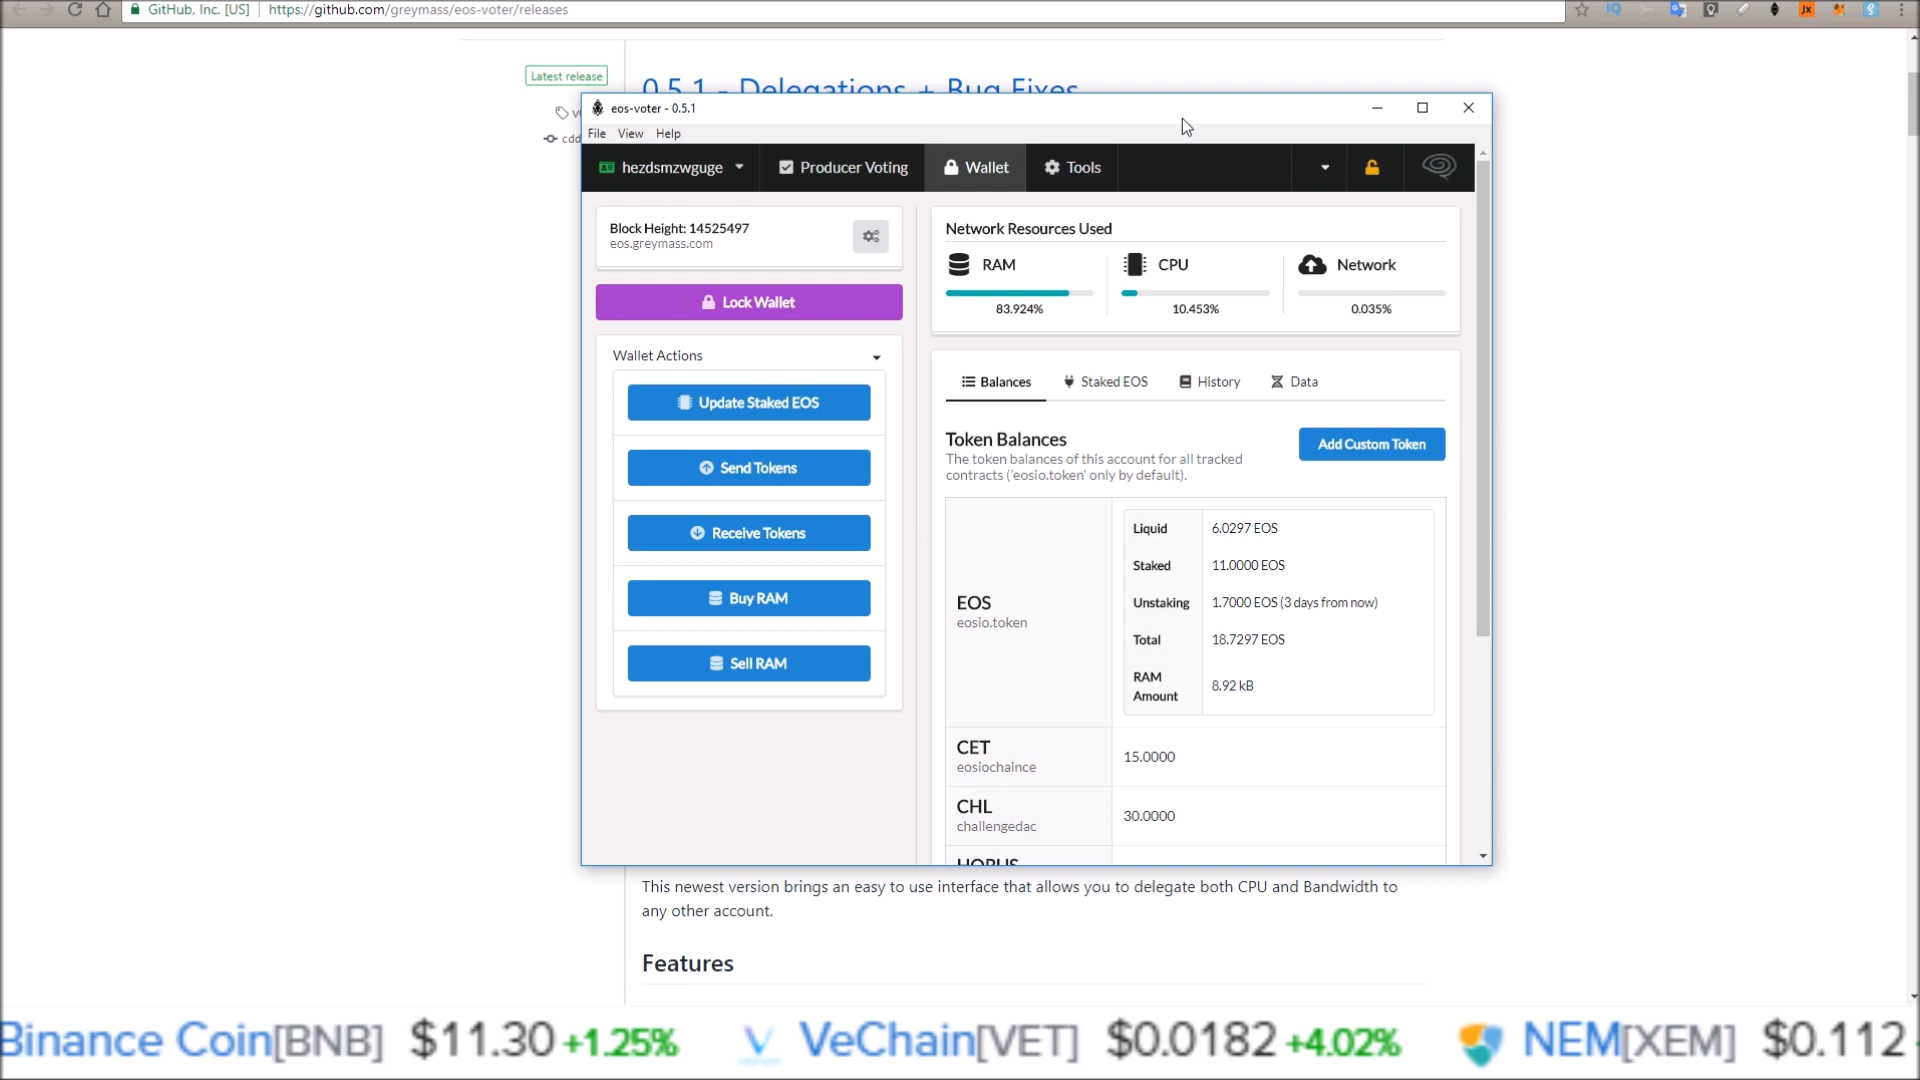 GitHub, Inc. [US] https://github.com/greymass/eos-voter/releases
Latest release
0.5.1 - Delegations + Bug Fixes
eos-voter - 0.5.1
File View Help
hezdsmzwguge Producer Voting Wallet Tools
Block Height: 14525497
eos.greymass.com
Lock Wallet
Wallet Actions
Update Staked EOS
Send Tokens
Receive Tokens
Buy RAM
Sell RAM
Network Resources Used
RAM CPU Network
83.924% 10.453% 0.035%
Balances Staked EOS History Data
Token Balances
Add Custom Token
The token balances of this account for all tracked
contracts ('eosio.token' only by default).
EOS
eosio.token
Liquid 6.0297 EOS
Staked 11.0000 EOS
Unstaking 1.7000 EOS (3 days from now)
Total 18.7297 EOS
RAM
Amount
8.92 kB
CET
eosiochaince
15.0000
CHL
challengedac
30.0000
HORUS
This newest version brings an easy to use interface that allows you to delegate both CPU and Bandwidth to
any other account.
Features
Binance Coin[BNB] $11.30 +1.25% VeChain[VET] $0.0182 +4.02% NEM[XEM] $0.112